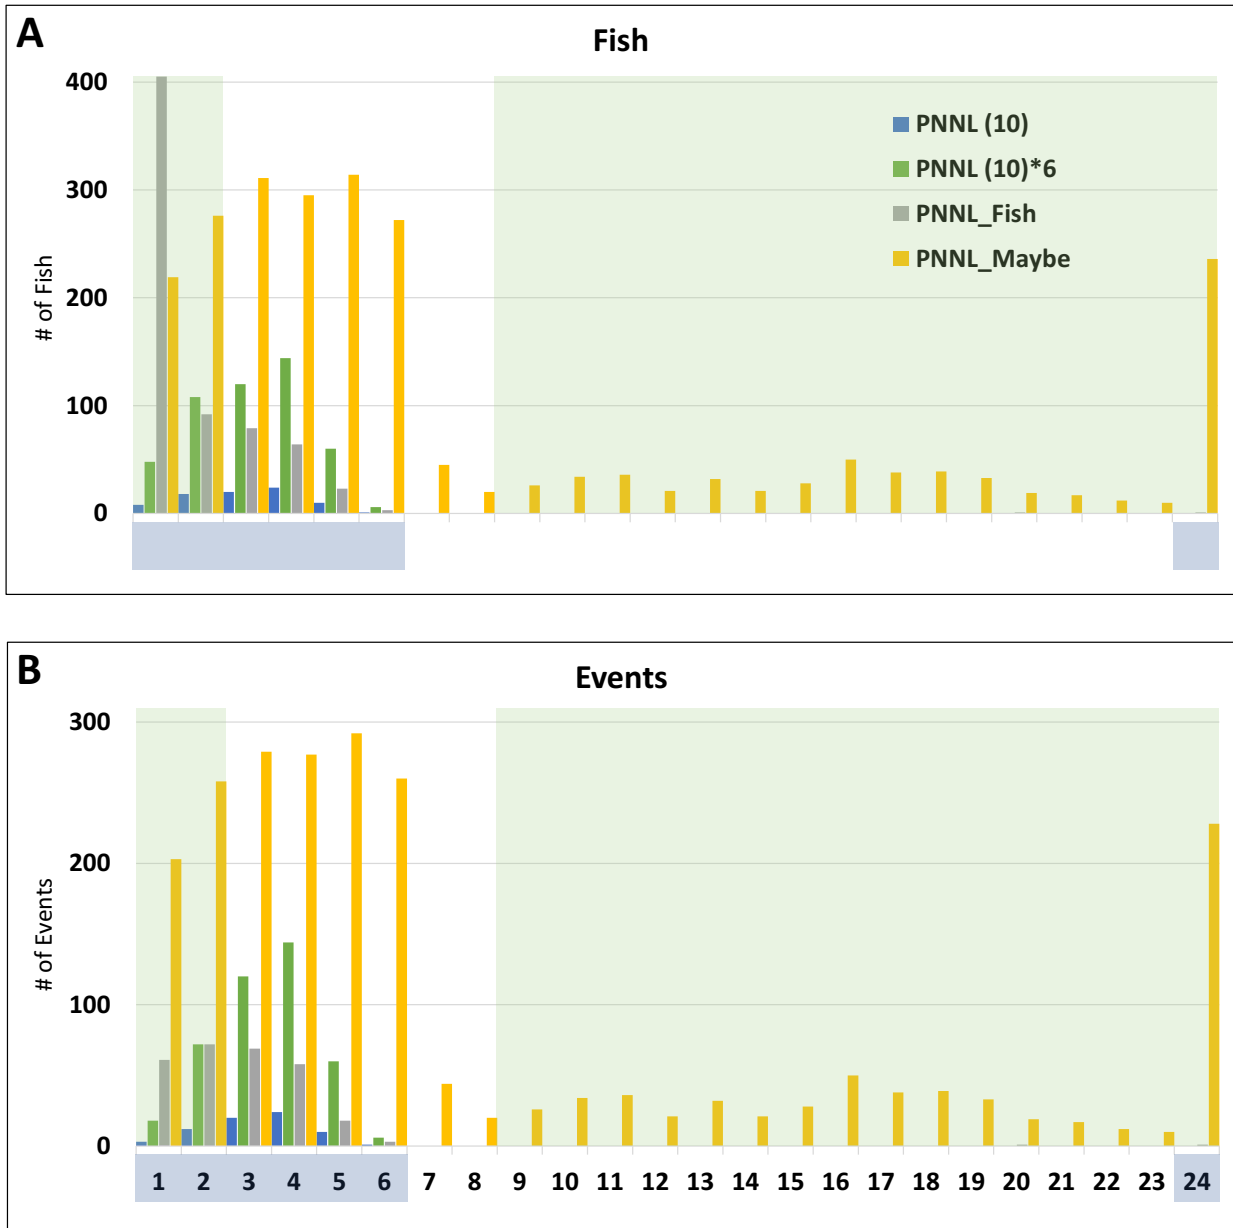 A
Fish
400
300
200
100
0
# of Fish
PNNL (10)
PNNL (10)*6
PNNL_Fish
PNNL_Maybe
B
Events
300
200
100
0
# of Events
1 2 3 4 5 6 7 8 9 10 11 12 13 14 15 16 17 18 19 20 21 22 23 24